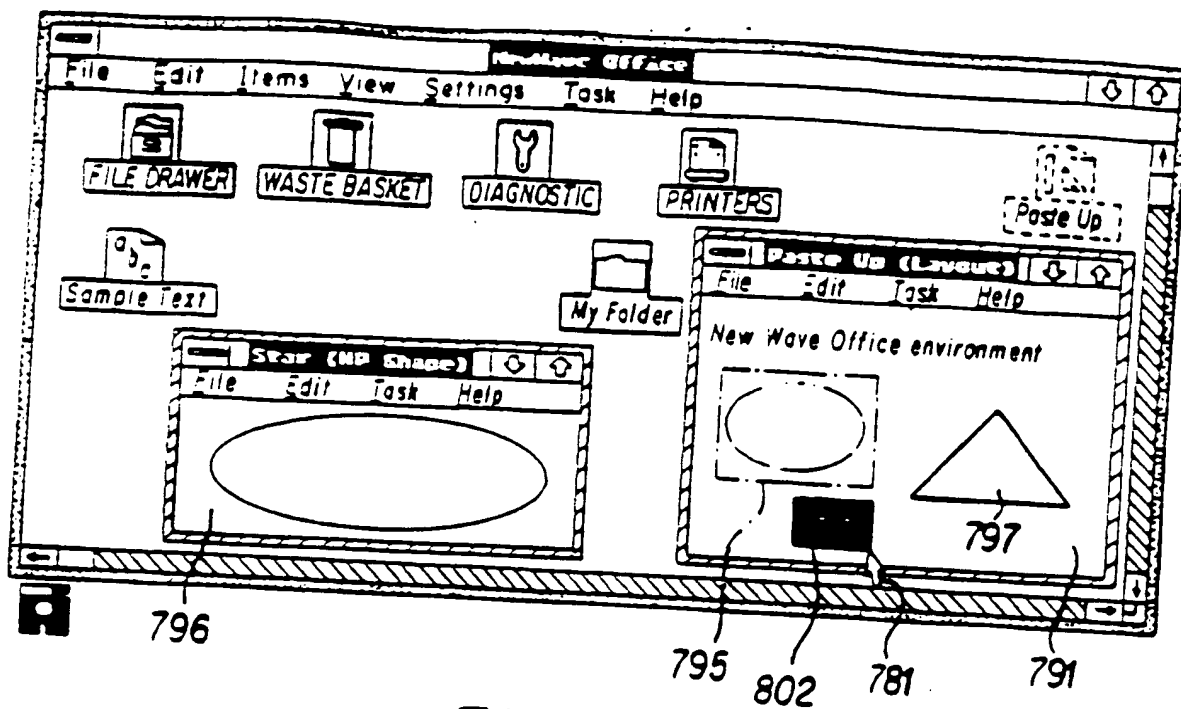 NewWave Office
File Edit Items View Settings Task Help
FILE DRAWER WASTE BASKET DIAGNOSTIC PRINTERS Paste Up
abc
Sample Text
My Folder
Paste Up (Layout)
File Edit Task Help
New Wave Office environment
Star (HP Shape)
File Edit Task Help
797
796
795
802
781
791